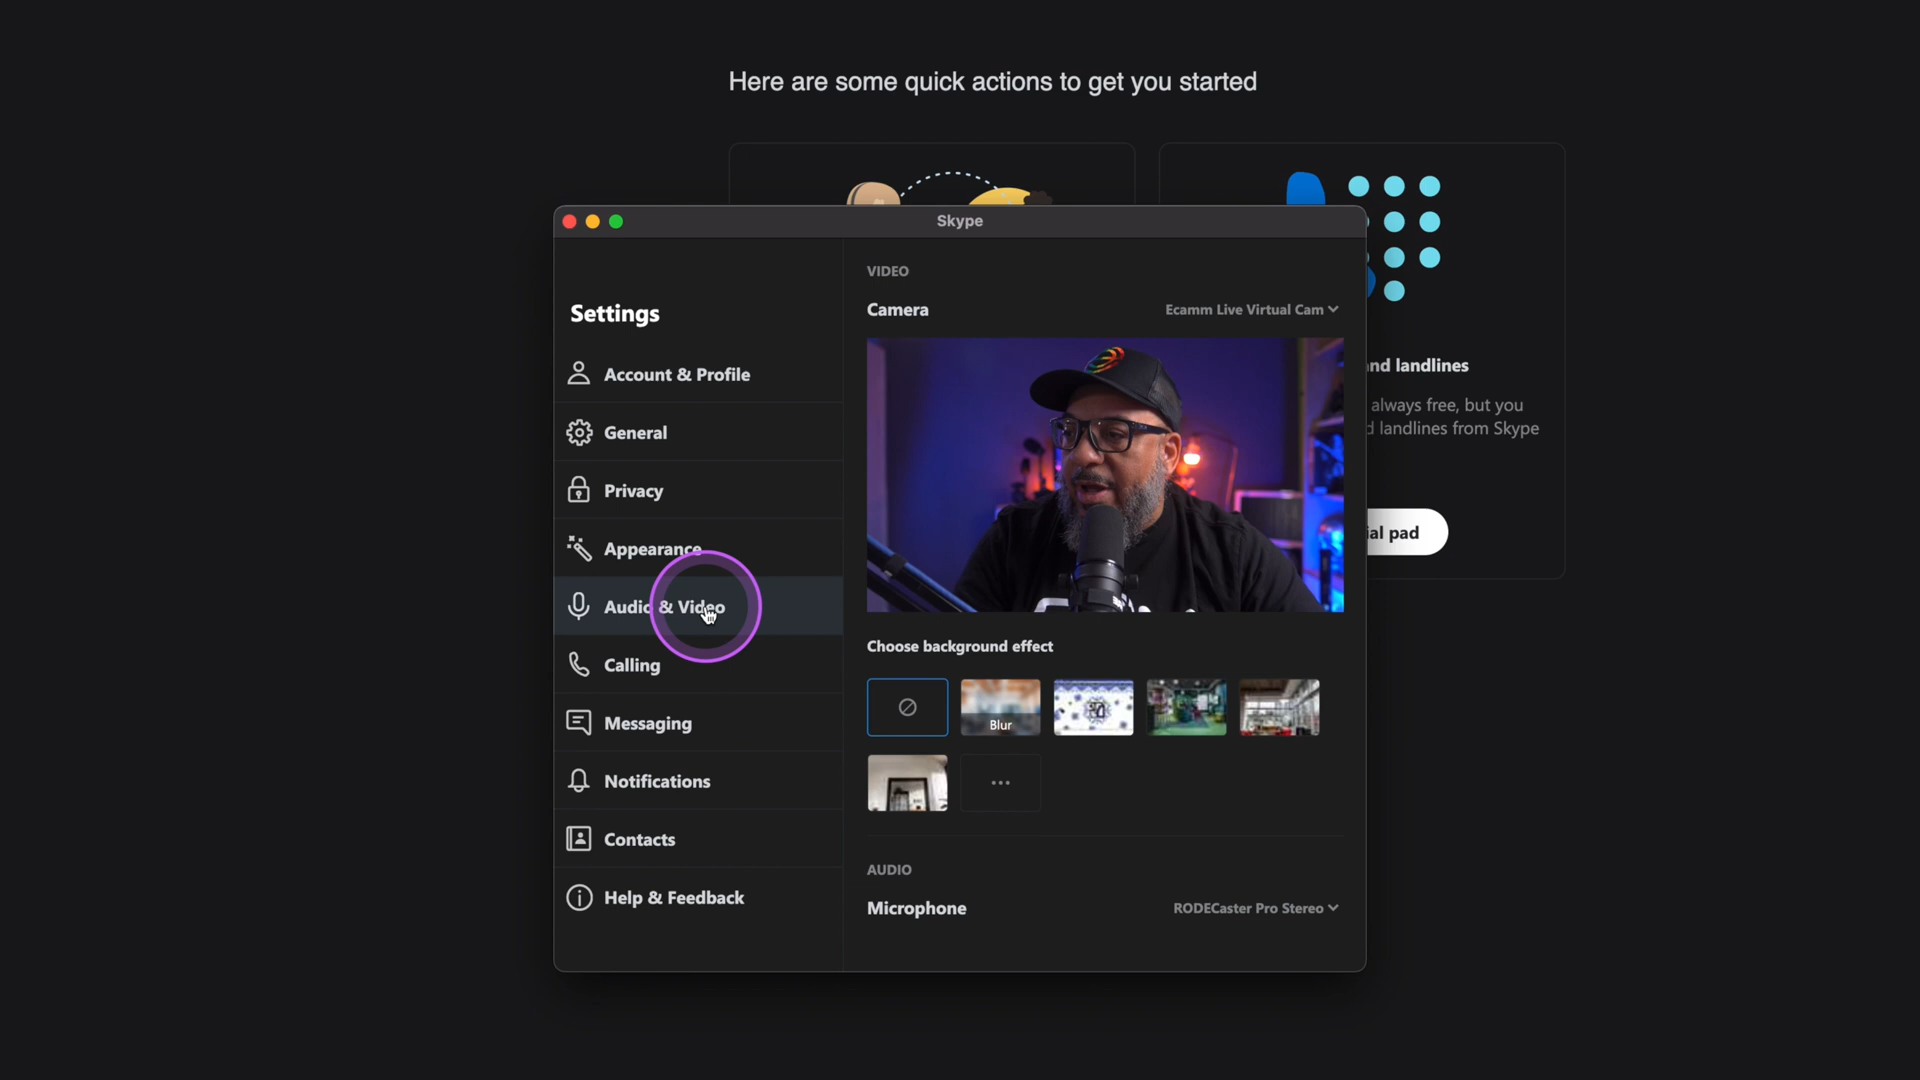 Here are some quick actions to get you started
Skype
Settings
Account & Profile
General
Privacy
Appearance
Audio & Video
Calling
Messaging
Notifications
Contacts
Help & Feedback
VIDEO
Camera
Ecamm Live Virtual Cam
Choose background effect
Blur
AUDIO
Microphone
RODECaster Pro Stereo
nd landlines
always free, but you
d landlines from Skype
ial pad